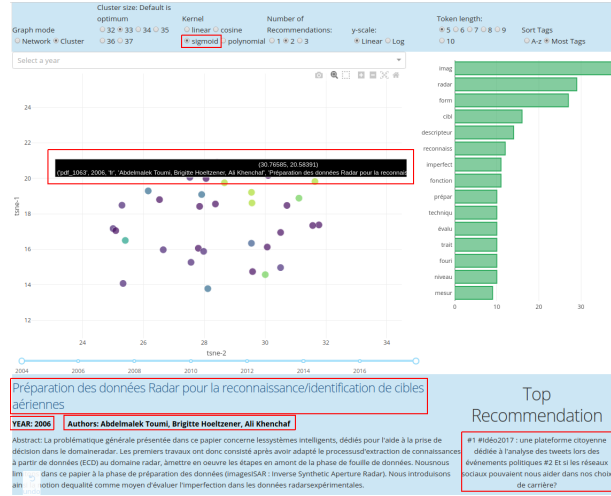 Cluster size: Default is
optimum
Kernel
Number of
Recommendations:
y-scale:
Token length:
Sort Tags
Graph mode
Network Cluster
32 33 34 35
36 37
linear cosine
sigmoid polynomial
1 2 3
Linear Log
5 6 7 8 9
10
A-z Most Tags
Select a year
(30.76585, 20.58391)
('pdf_1063', 2006, 'fr', 'Abdelmalek Toumi, Brigitte Hoeltzener, Ali Khenchaf', 'Préparation des données Radar pour la reconnais
24
22
20
18
16
14
12
tsne-1
24 26 28 30 32 34
tsne-2
2004 2006 2008 2010 2012 2014 2016
imag
radar
form
cibl
descripteur
reconnaiss
imperfect
fonction
prépar
techniqu
évalu
trait
fouri
niveau
mesur
0 10 20 30
Préparation des données Radar pour la reconnaissance/identification de cibles
aériennes
YEAR: 2006 Authors: Abdelmalek Toumi, Brigitte Hoeltzener, Ali Khenchaf
Abstract: La problématique générale présentée dans ce papier concerne lessystèmes Intelligents, dédiés pour l'aide à la prise de
décision dans le domaineradar. Les premiers travaux ont donc consisté après avoir adapté le processusd'extraction de connaissances
à partir de données (ECD) au domaine radar, àmettre en oeuvre les étapes en amont de la phase de fouille de données. Nousnous
dans ce papier à la phase de préparation des données (imagesISAR : Inverse Synthetic Aperture Radar). Nous introduisons
dequalité comme moyen d'évaluer l'imperfection dans les données radarsexpérimentales.
Top
Recommendation
#1 #Idéo2017 : une plateforme citoyenne
dédiée à l'analyse des tweets lors des
événements politiques #2 Et si les réseaux
sociaux pouvaient nous aider dans nos choix
de carrière?